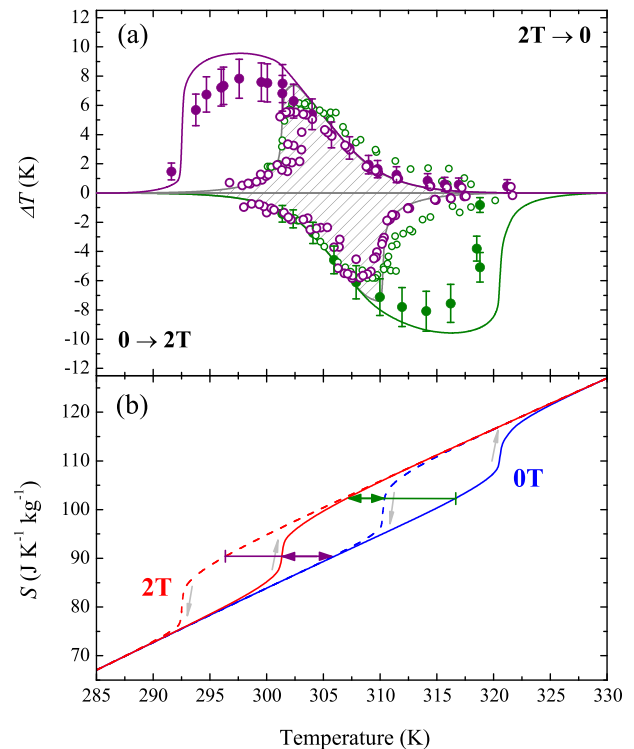 (a)
2T → 0
12
10
8
6
4
2
0
-2
-4
-6
-8
-10
-12
ΔT (K)
0 → 2T
(b)
120
110
100
90
80
70
S (J K⁻¹ kg⁻¹)
0T
2T
285 290 295 300 305 310 315 320 325 330
Temperature (K)